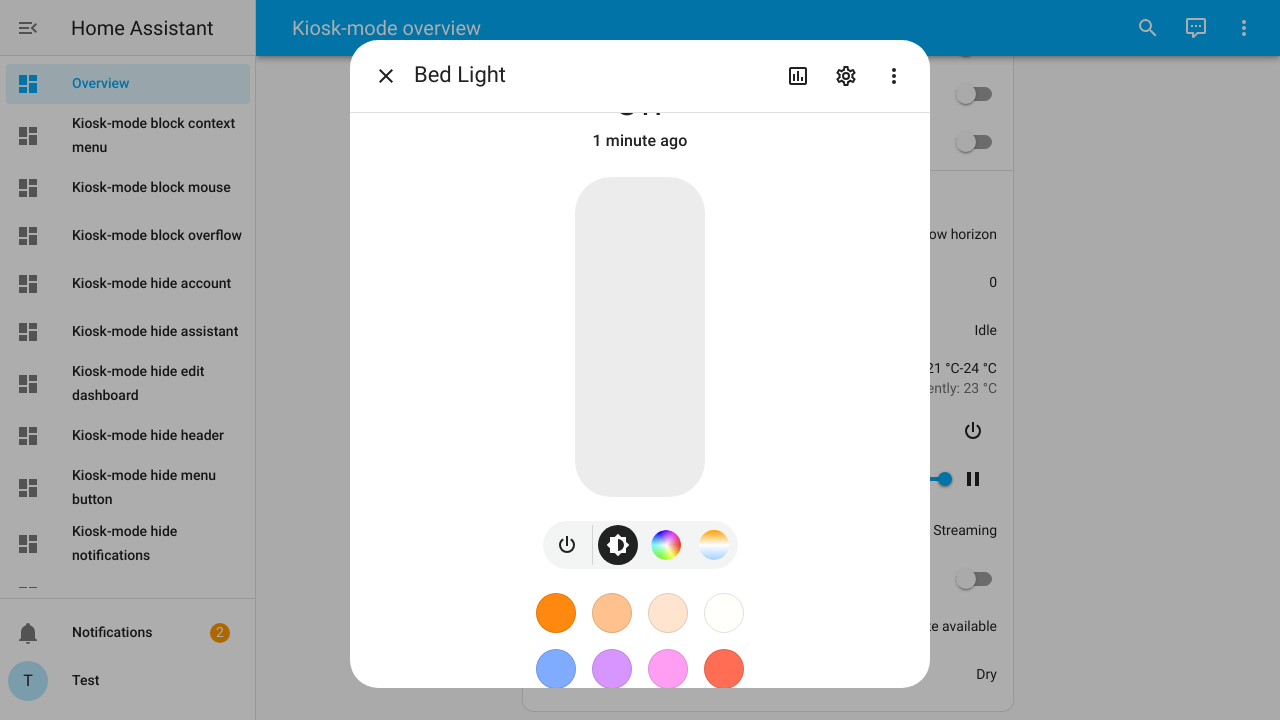 Home Assistant
Kiosk-mode overview
Overview
Kiosk-mode block context
menu
Kiosk-mode block mouse
Kiosk-mode block overflow
Kiosk-mode hide account
Kiosk-mode hide assistant
Kiosk-mode hide edit
dashboard
Kiosk-mode hide header
Kiosk-mode hide menu
button
Kiosk-mode hide
notifications
Notifications
2
T
Test
Bed Light
1 minute ago
horizon
0
Idle
21 °C-24 °C
23 °C
Streaming
available
Dry